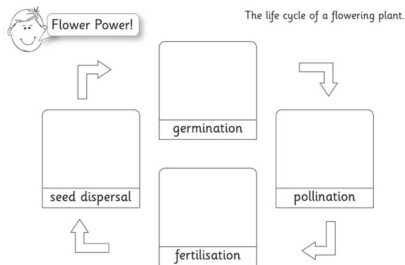 Flower Power!
The life cycle of a flowering plant.
germination
seed dispersal
pollination
fertilisation